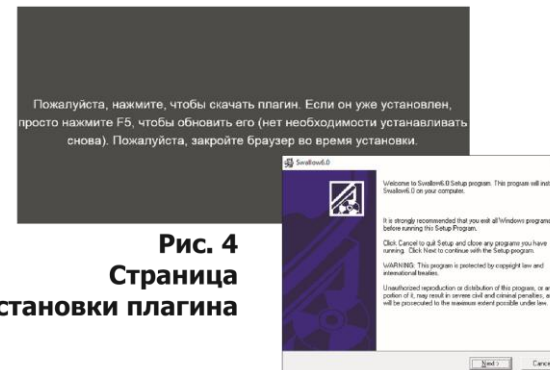 Пожалуйста, нажмите, чтобы скачать плагин. Если он уже установлен,
просто нажмите F5, чтобы обновить его (нет необходимости устанавливать
снова). Пожалуйста, закройте браузер во время установки.
Swallow6.0
Welcome to Swallow6.0 Setup program. This program will inst
Swallow6.0 on your computer.
It is strongly recommended that you exit all Windows programs
before running this Setup Program.
Click Cancel to quit Setup and close any programs you have
running. Click Next to continue with the Setup program.
WARNING: This program is protected by copyright law and
international treaties.
Unauthorized reproduction or distribution of this program, or an
portion of it, may result in severe civil and criminal penalties, an
will be prosecuted to the maximum extent possible under law.
Next >
Cance
Рис. 4
Страница
становки плагина